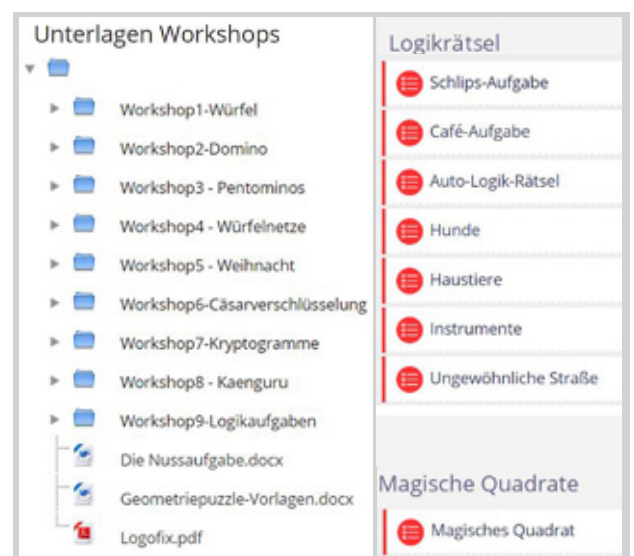 Unterlagen Workshops
Workshop1-Würfel
Workshop2-Domino
Workshop3 - Pentominos
Workshop4 - Würfelnetze
Workshop5 - Weihnacht
Workshop6-Cäsarverschlüsselung
Workshop7-Kryptogramme
Workshop8 - Kaenguru
Workshop9-Logikaufgaben
Die Nussaufgabe.docx
Geometriepuzzle-Vorlagen.docx
Logofix.pdf
Logikrätsel
Schlips-Aufgabe
Café-Aufgabe
Auto-Logik-Rätsel
Hunde
Haustiere
Instrumente
Ungewöhnliche Straße
Magische Quadrate
Magisches Quadrat